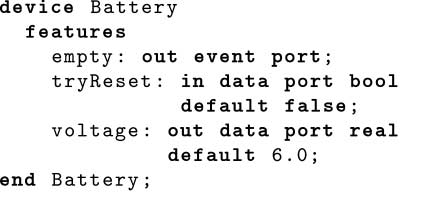 device Battery
features
empty: out event port;
tryReset: in data port bool
default false;
voltage: out data port real
default 6.0;
end Battery;